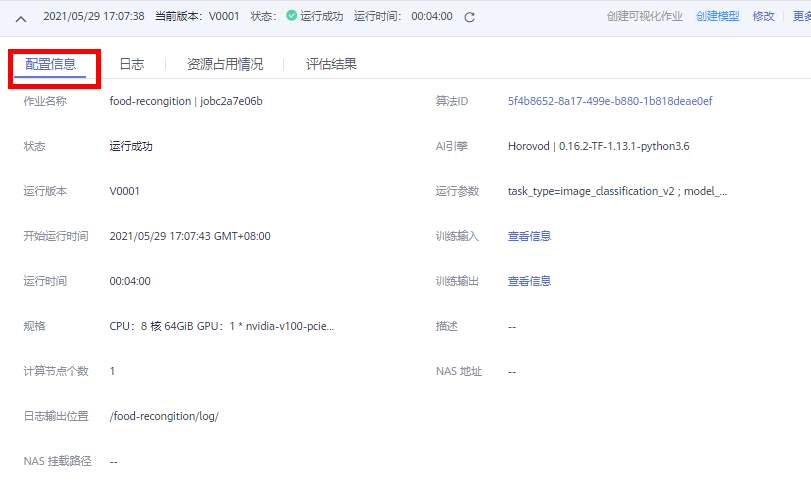 2021/05/29 17:07:38 当前版本：V0001 状态： 运行成功 运行时间： 00:04:00 创建可视化作业 创建模型 修改 更多
配置信息 日志 资源占用情况 评估结果
作业名称 food-recongition | jobc2a7e06b 算法ID 5f4b8652-8a17-499e-b880-1b818deae0ef
状态 运行成功 AI引擎 Horovod | 0.16.2-TF-1.13.1-python3.6
运行版本 V0001 运行参数 task_type=image_classification_v2 ; model_...
开始运行时间 2021/05/29 17:07:43 GMT+08:00 训练输入 查看信息
运行时间 00:04:00 训练输出 查看信息
规格 CPU：8 核 64GiB GPU：1 * nvidia-v100-pcie... 描述 --
计算节点个数 1 NAS 地址 --
日志输出位置 /food-recongition/log/
NAS 挂载路径 --